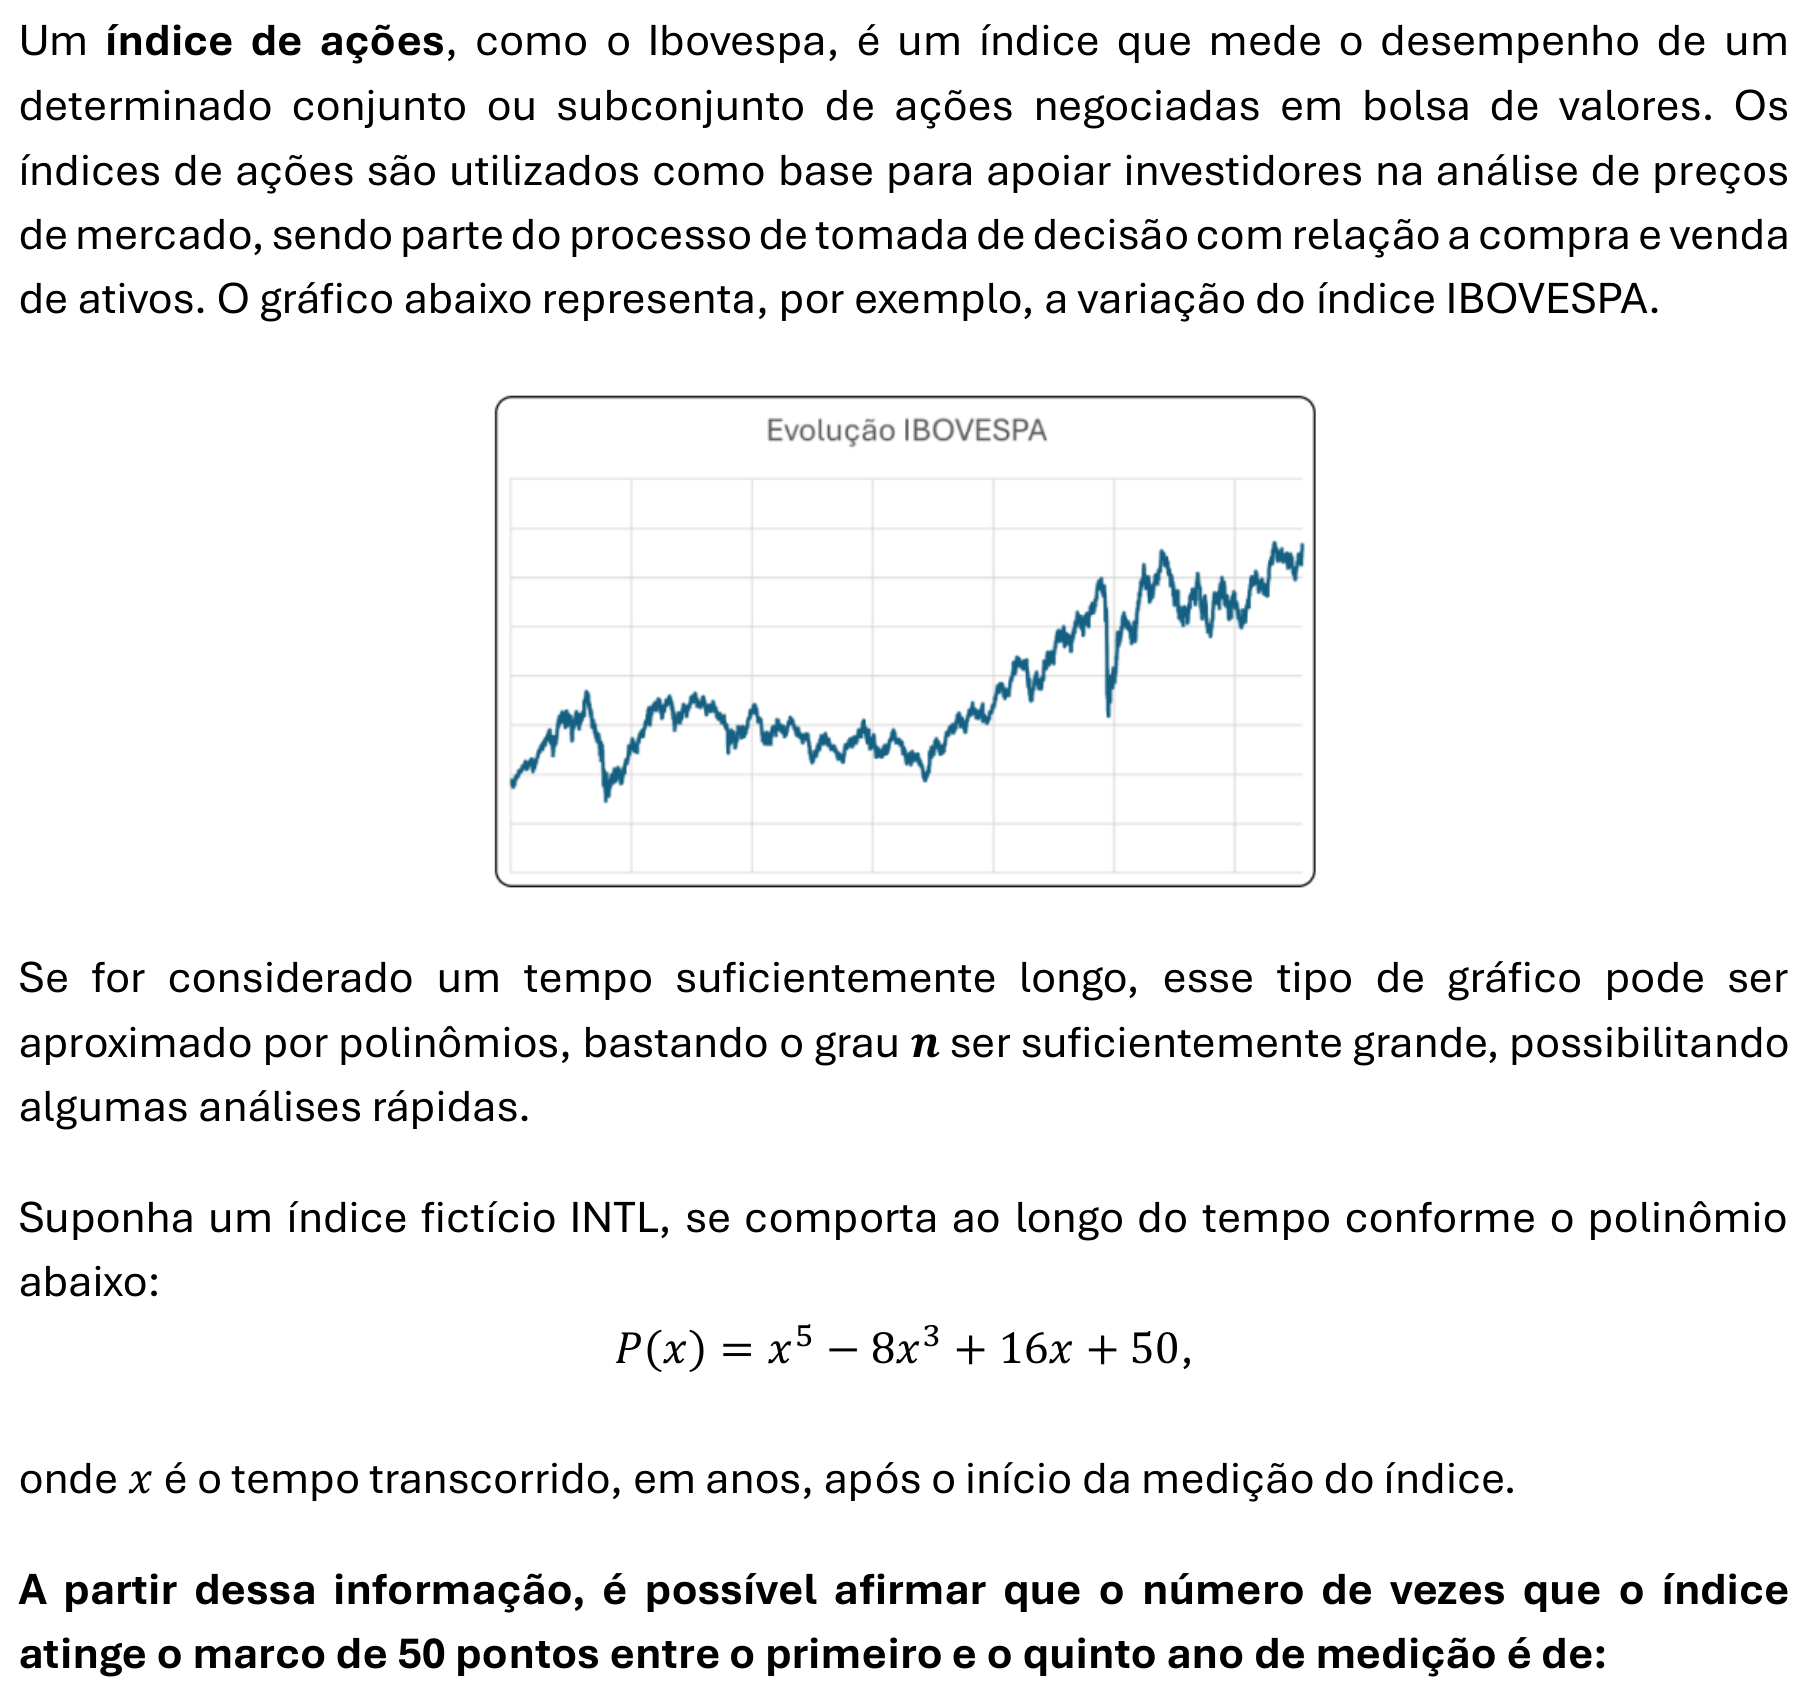 Um índice de ações, como o Ibovespa, é um índice que mede o desempenho de um
determinado conjunto ou subconjunto de ações negociadas em bolsa de valores. Os
índices de ações são utilizados como base para apoiar investidores na análise de preços
de mercado, sendo parte do processo de tomada de decisão com relação a compra e venda
de ativos. O gráfico abaixo representa, por exemplo, a variação do índice IBOVESPA.
Evolução IBOVESPA
Se for considerado um tempo suficientemente longo, esse tipo de gráfico pode ser
aproximado por polinômios, bastando o grau n ser suficientemente grande, possibilitando
algumas análises rápidas.
Suponha um índice fictício INTL, se comporta ao longo do tempo conforme o polinômio
abaixo:
P(x) = x⁵ − 8x³ + 16x + 50,
onde x é o tempo transcorrido, em anos, após o início da medição do índice.
A partir dessa informação, é possível afirmar que o número de vezes que o índice
atinge o marco de 50 pontos entre o primeiro e o quinto ano de medição é de: